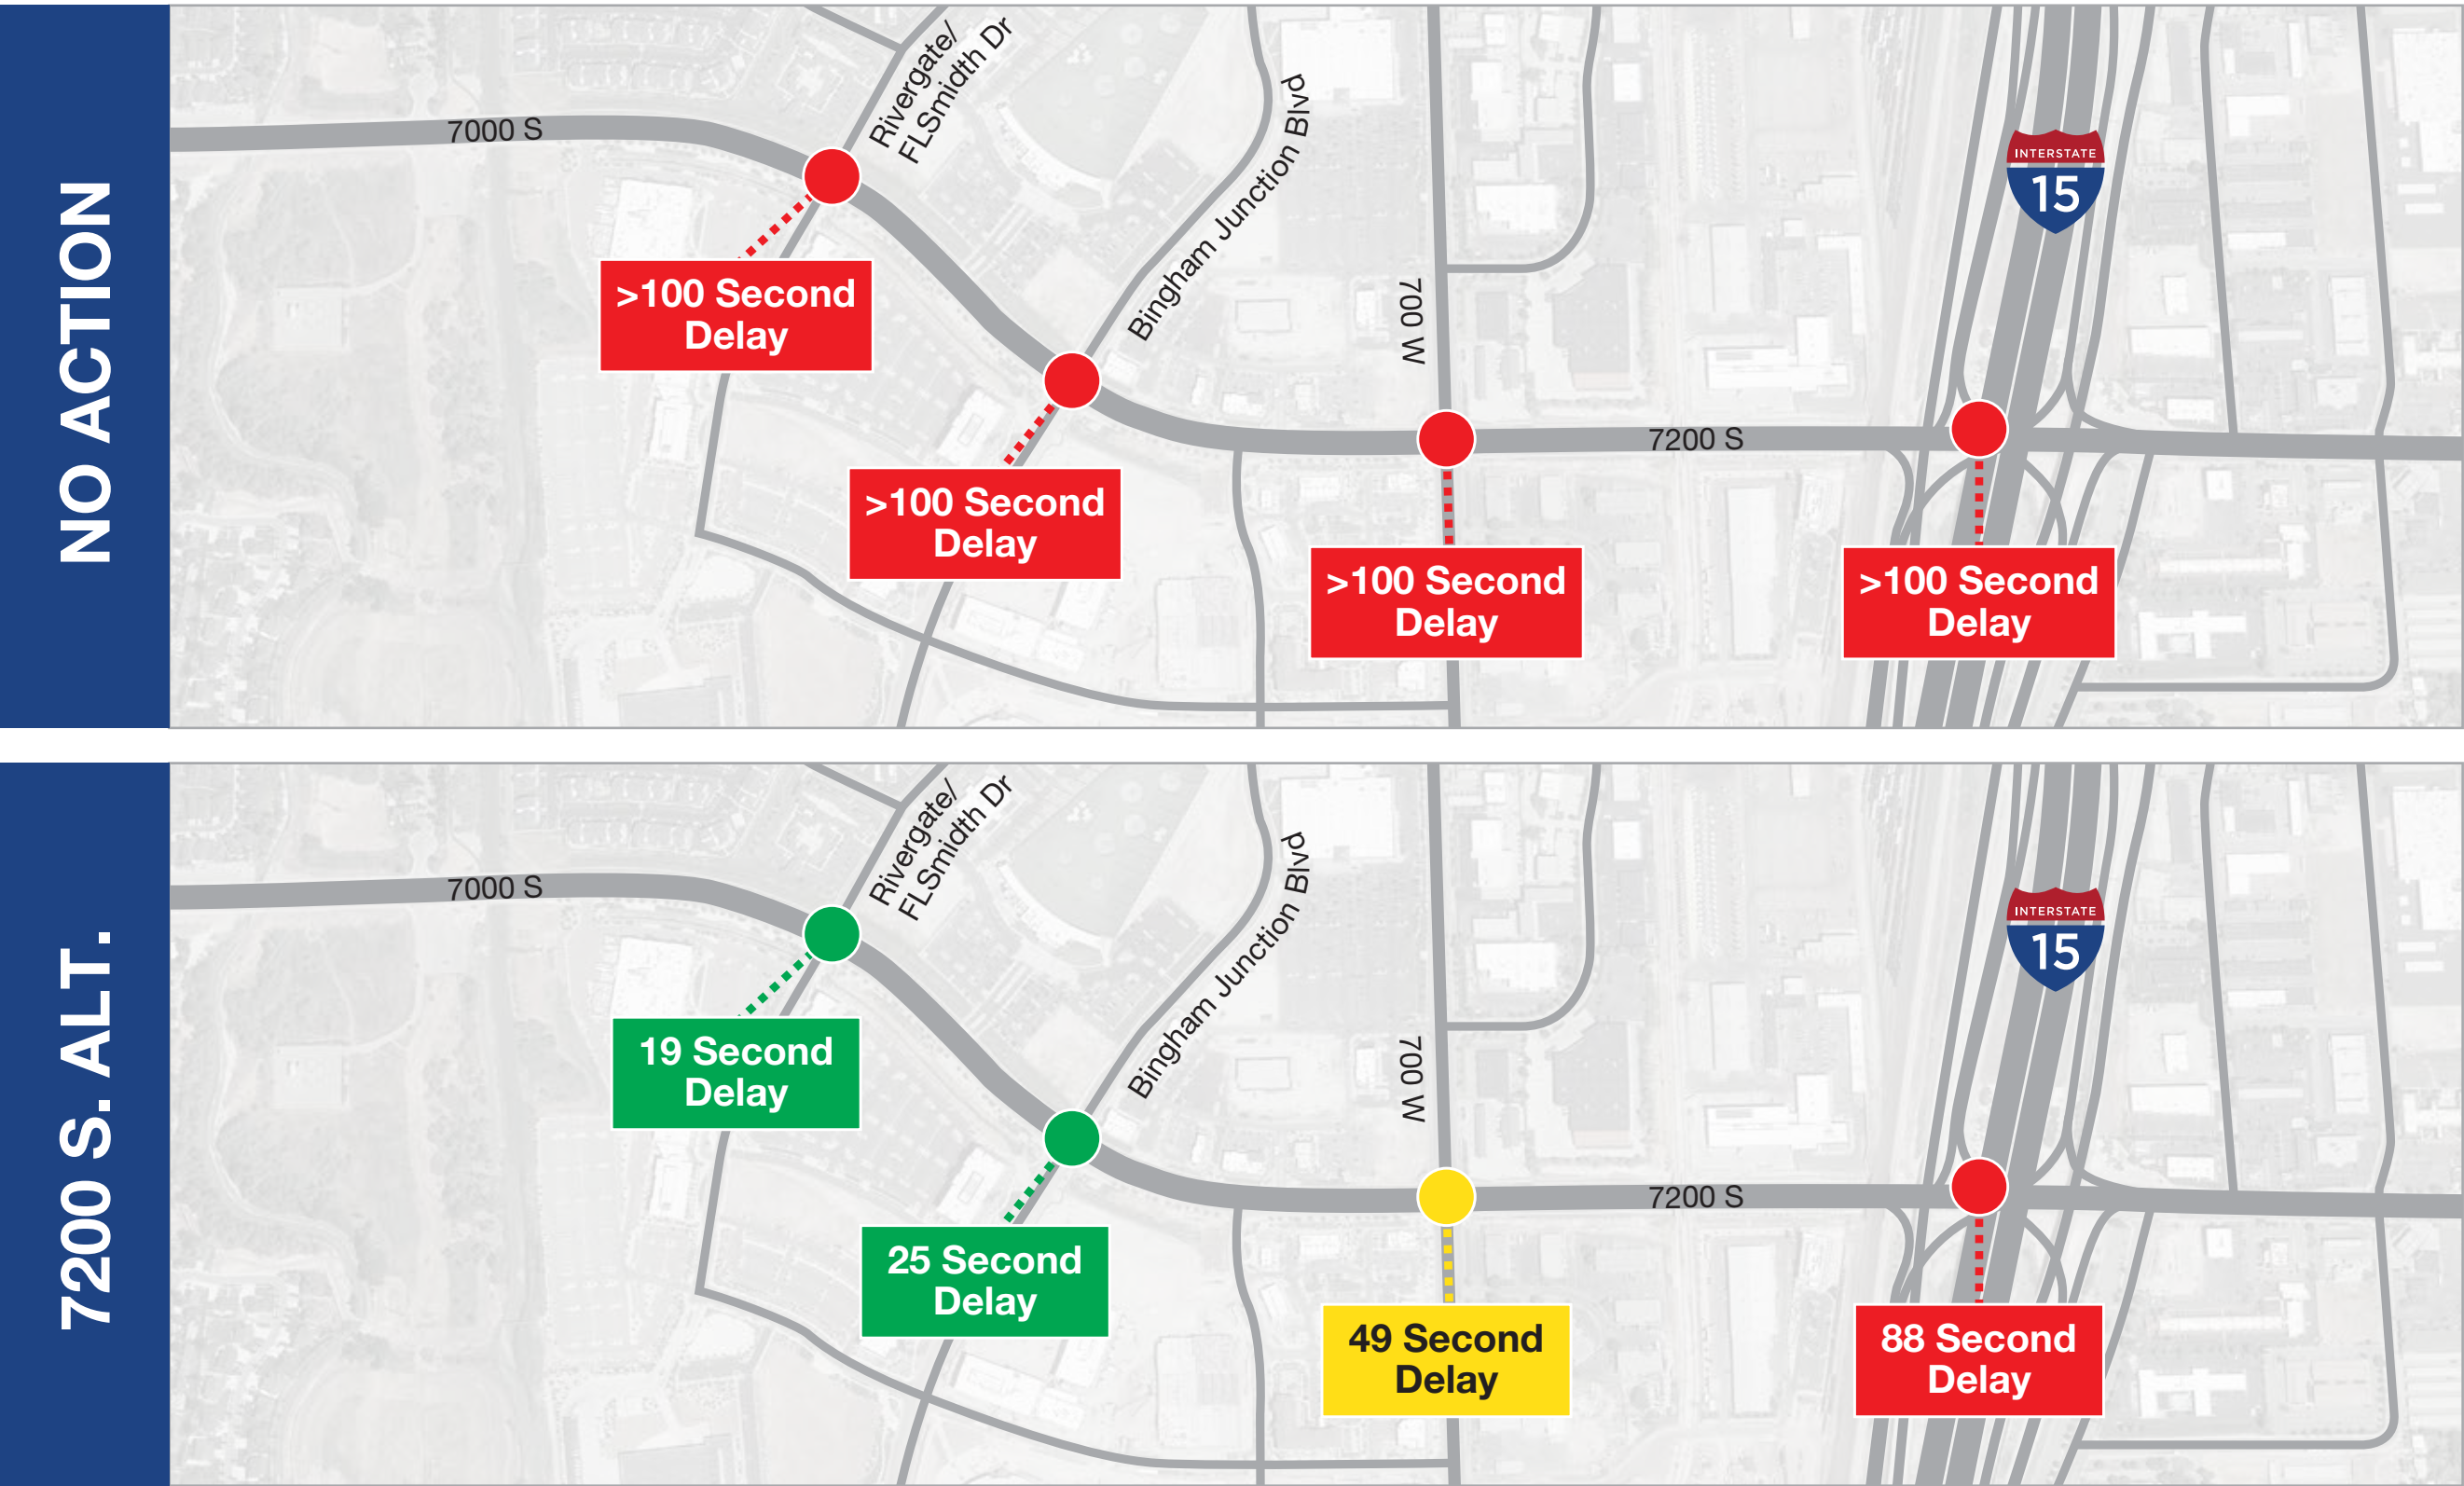 NO ACTION
7000 S
Rivergate/
FLSmidth Dr
Bingham Junction Blvd
700 W
7200 S
INTERSTATE
15
>100 Second
Delay
>100 Second
Delay
>100 Second
Delay
>100 Second
Delay
7200 S. ALT.
7000 S
Rivergate/
FLSmidth Dr
Bingham Junction Blvd
700 W
7200 S
INTERSTATE
15
19 Second
Delay
25 Second
Delay
49 Second
Delay
88 Second
Delay